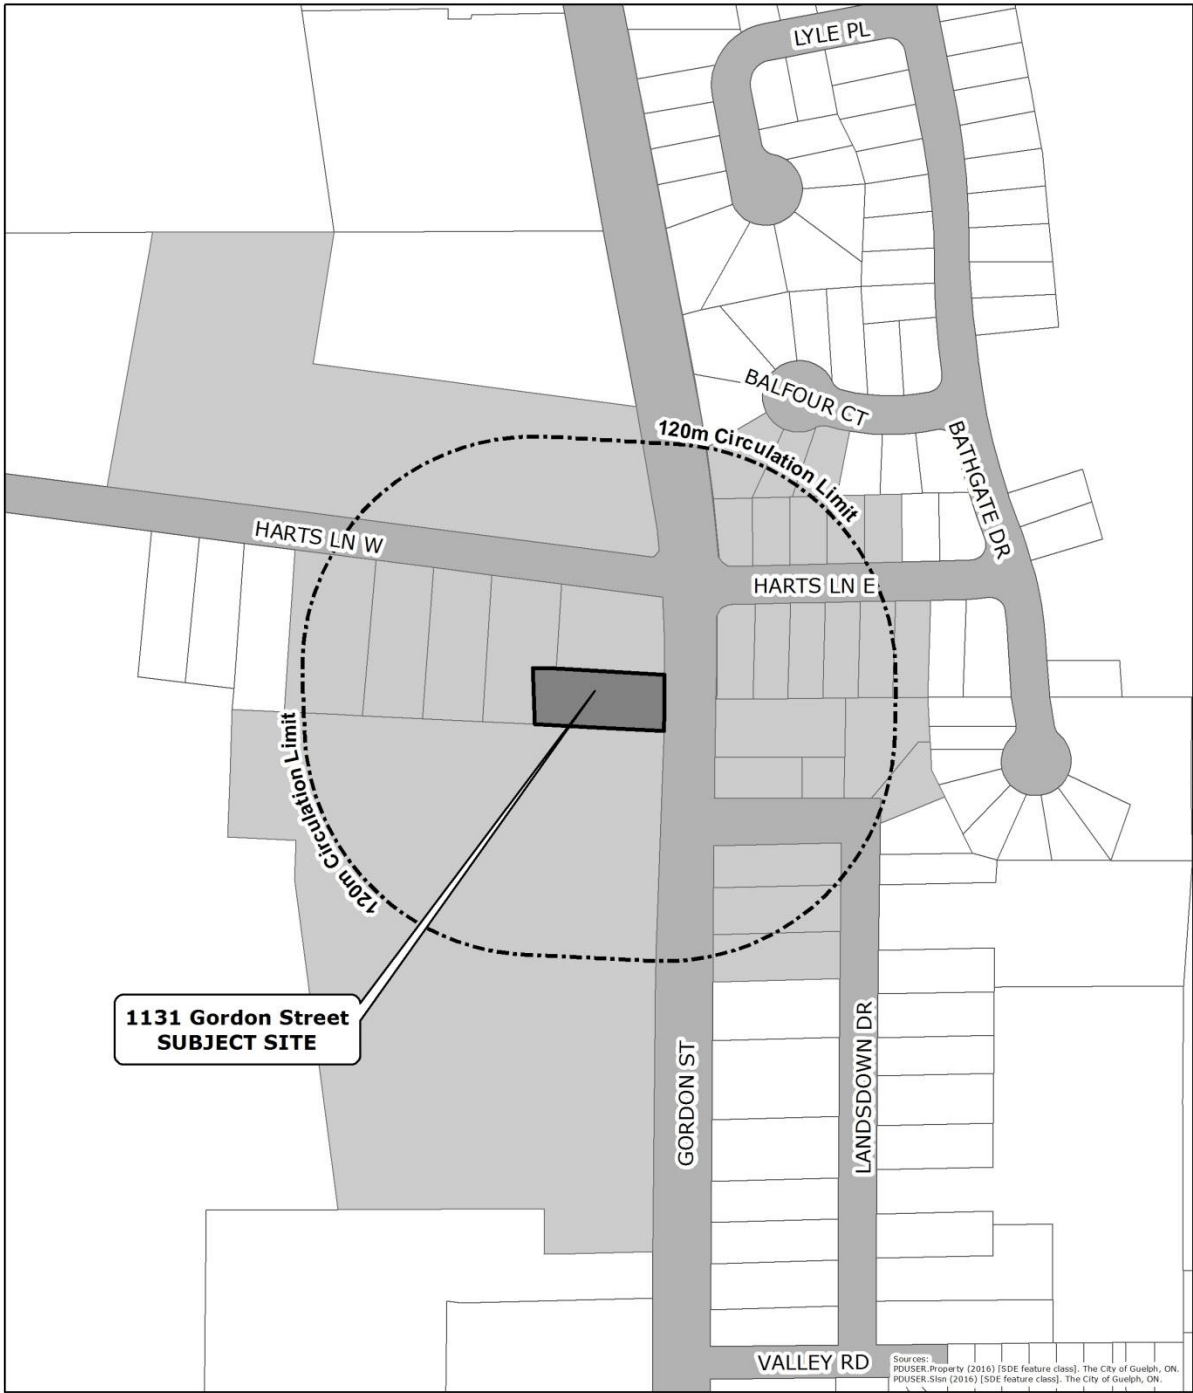 LYLE PL
BALFOUR CT
120m Circulation Limit
BATHGATE DR
HARTS LN W
HARTS LN E
120m Circulation Limit
1131 Gordon Street
SUBJECT SITE
GORDON ST
LANDSDOWN DR
VALLEY RD
Sources:
PDUSER.Property (2016) [SDE feature class]. The City of Guelph, ON.
PDUSER.Slsn (2016) [SDE feature class]. The City of Guelph, ON.